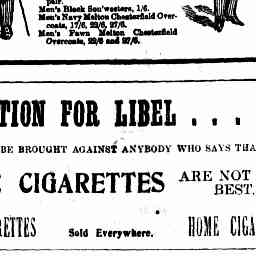 pair.
Men's Black Sou'westers, 1/6.
Men's Navy Melton Chesterfield Over-
coats, 17/6, 22/6, 27/6.
Men's Fawn Melton Chesterfield
Overcoats, 22/6 and 27/6.
TION FOR LIBEL . . .
BE BROUGHT AGAINST ANYBODY WHO SAYS THA
CIGARETTES ARE NOT
BEST.
RETTES Sold Everywhere. HOME CIGA